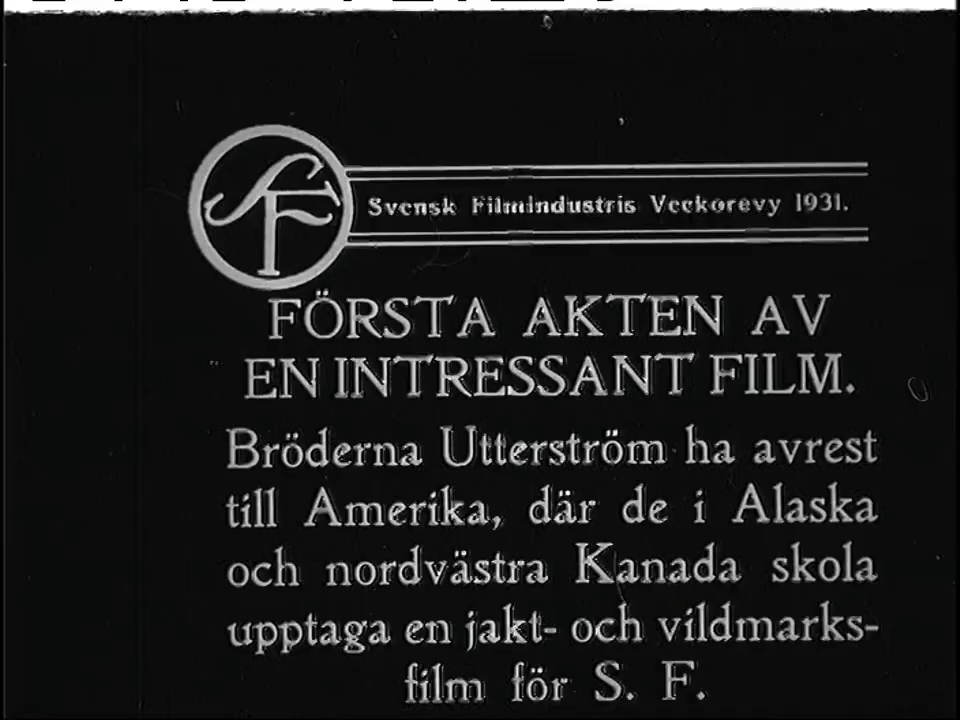 SF
Svensk Filmindustris Veckorevy 1931.
FÖRSTA AKTEN AV
EN INTRESSANT FILM.
Bröderna Utterström ha avrest
till Amerika, där de i Alaska
och nordvästra Kanada skola
upptaga en jakt- och vildmarks-
film för S. F.